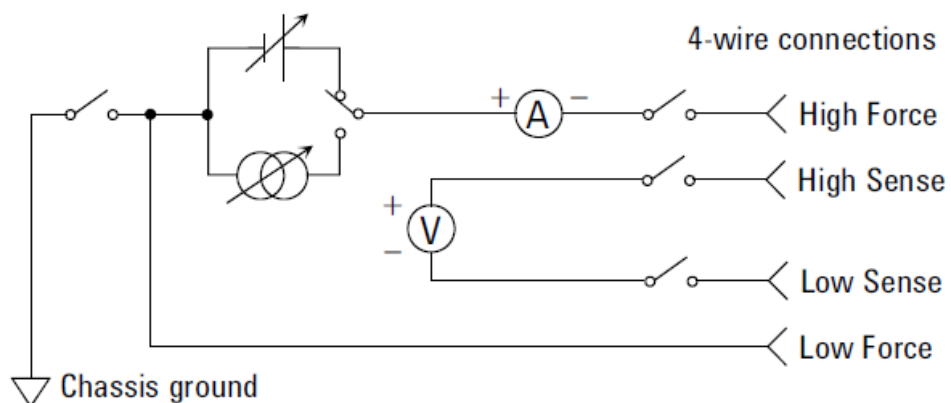 4-wire connections
+ A − High Force
High Sense
+
V
−
Low Sense
Low Force
Chassis ground